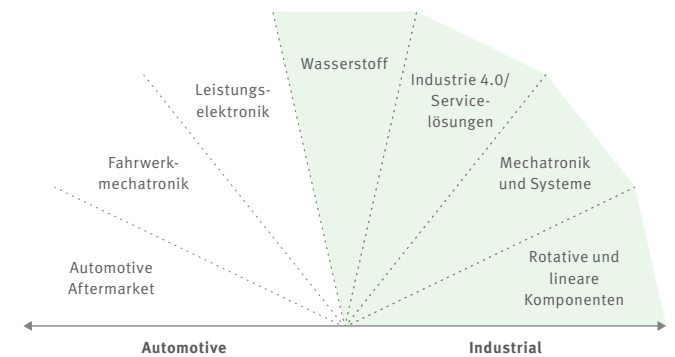 Wasserstoff
Leistungs-
elektronik
Industrie 4.0/
Service-
lösungen
Fahrwerk-
mechatronik
Mechatronik
und Systeme
Automotive
Aftermarket
Rotative und
lineare
Komponenten
Automotive
Industrial